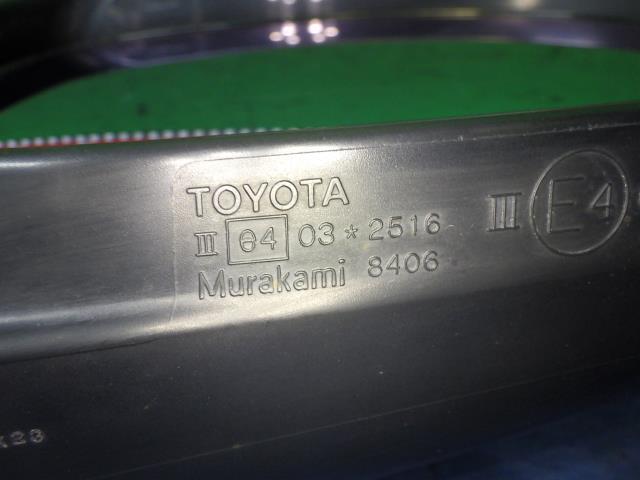 TOYOTA
III e4 03 * 2516 III E4
Murakami 8406